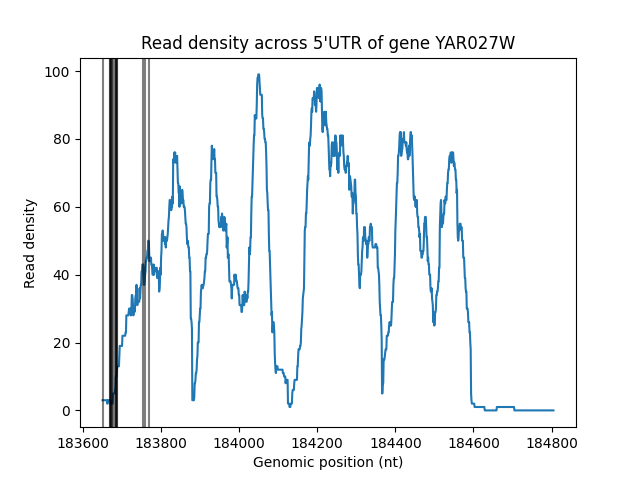 Read density across 5'UTR of gene YAR027W
100
80
60
40
20
0
Read density
183600 183800 184000 184200 184400 184600 184800
Genomic position (nt)